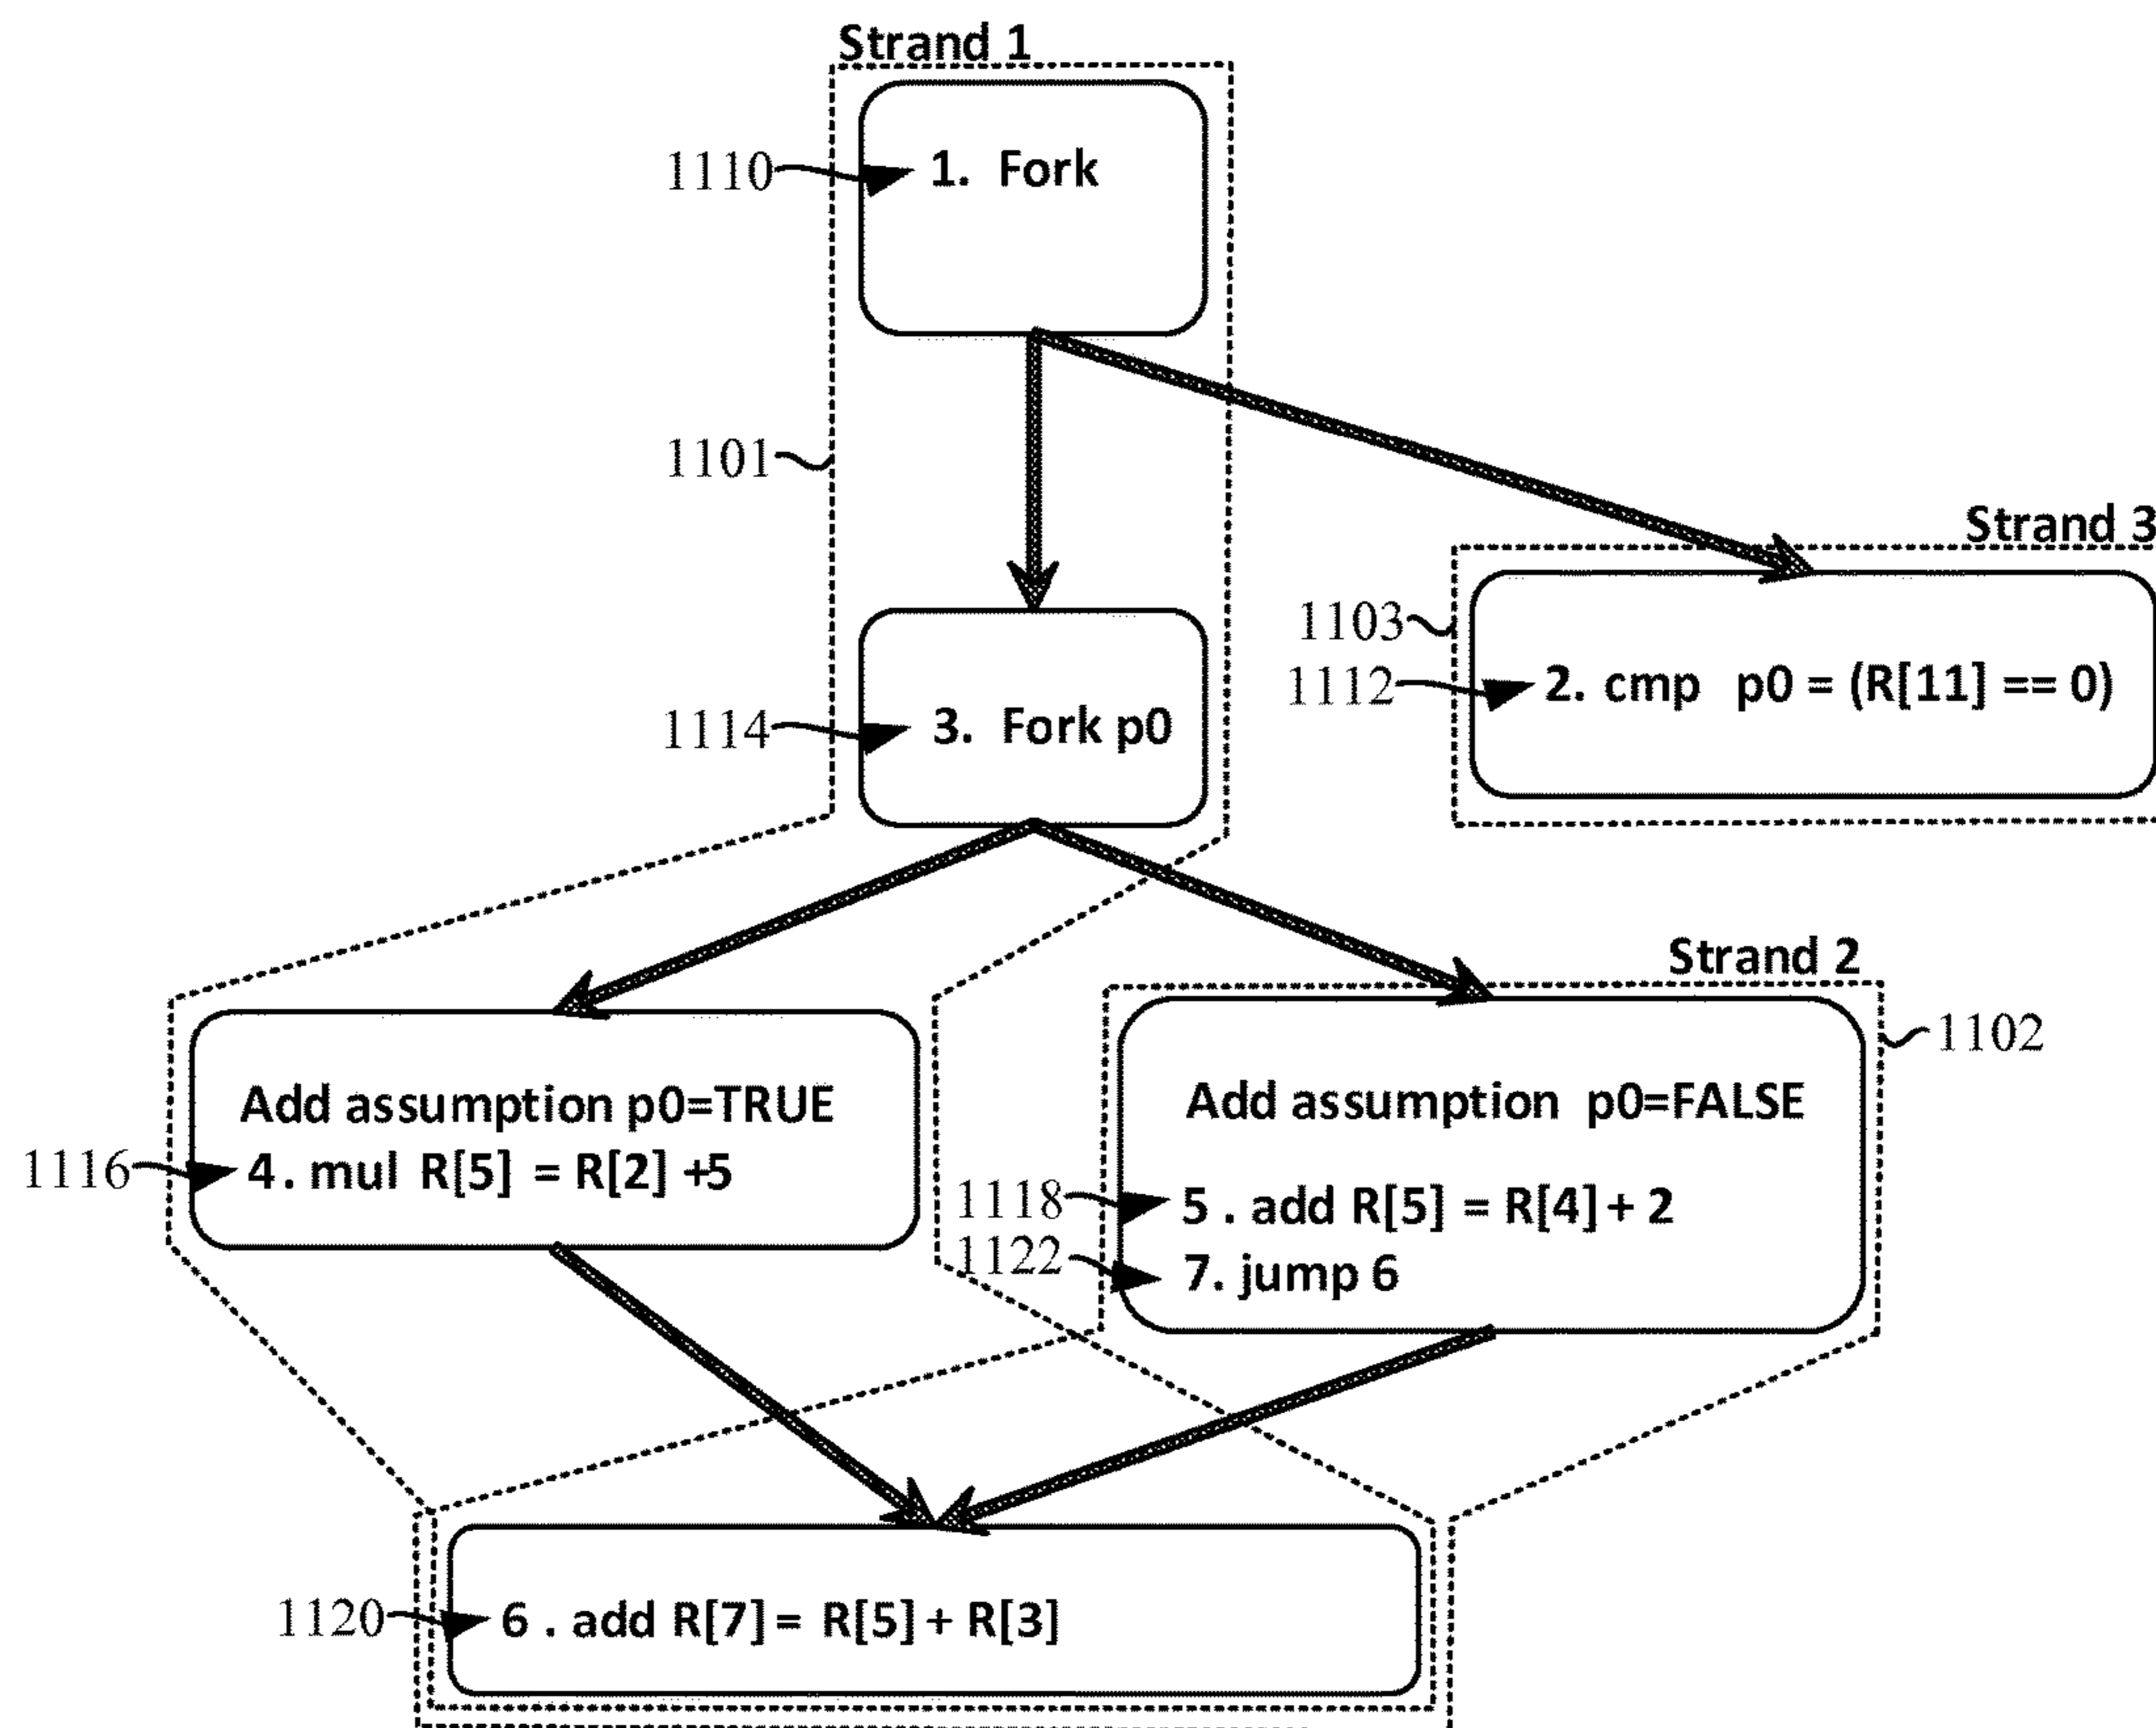 Strand 1
1110
1. Fork
1101
Strand 3
1103
1112
2. cmp p0 = (R[11] == 0)
1114
3. Fork p0
Strand 2
1102
Add assumption p0=TRUE
1116
4. mul R[5] = R[2] +5
Add assumption p0=FALSE
1118
5 . add R[5] = R[4] + 2
1122
7. jump 6
1120
6 . add R[7] = R[5] + R[3]